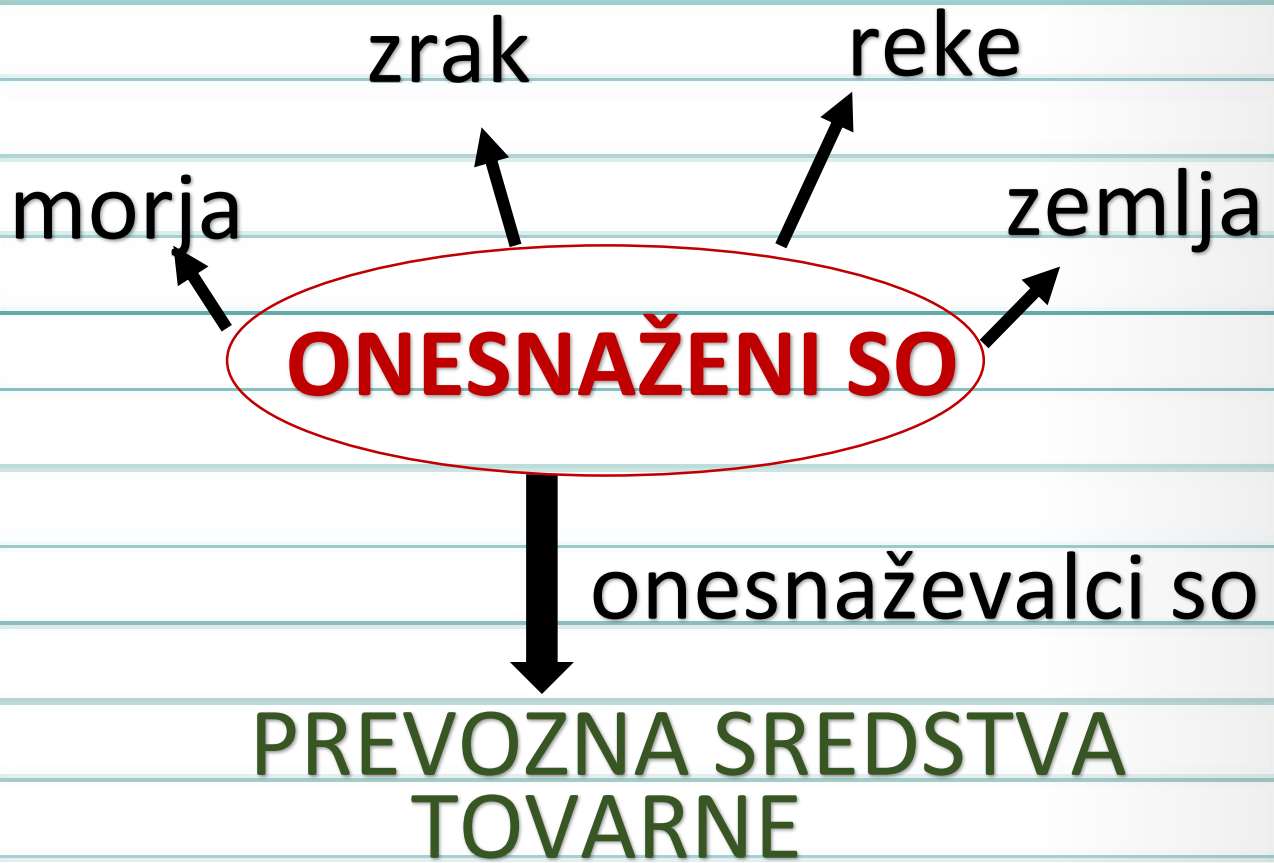 zrak
reke
morja
zemlja
ONESNAŽENI SO
onesnaževalci so
PREVOZNA SREDSTVA
TOVARNE